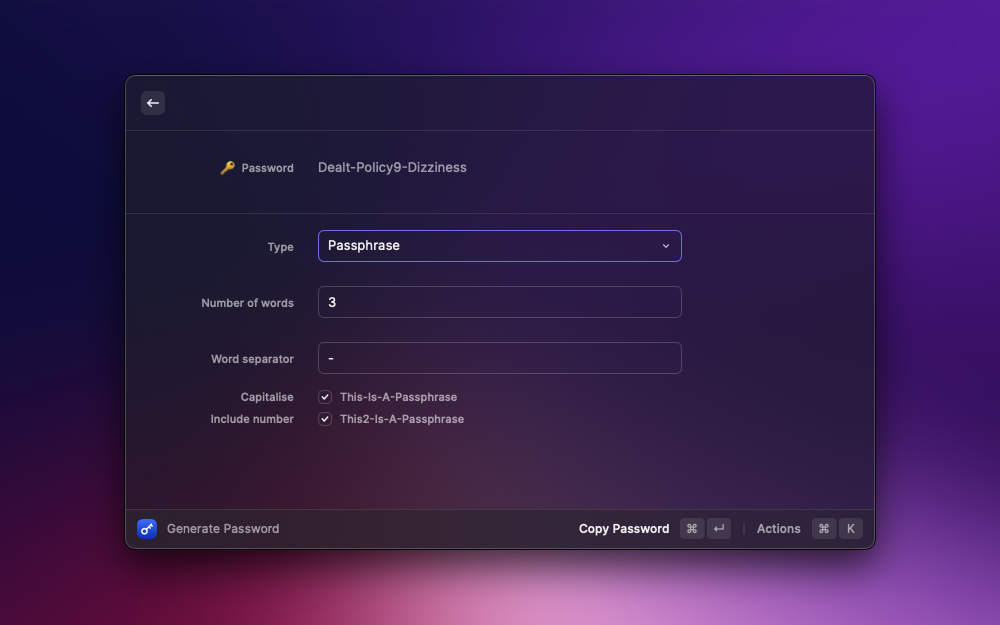 Password Dealt-Policy9-Dizziness
Type Passphrase
Number of words 3
Word separator -
Capitalise This-Is-A-Passphrase
Include number This2-Is-A-Passphrase
Generate Password Copy Password ⌘ ↵ | Actions ⌘ K